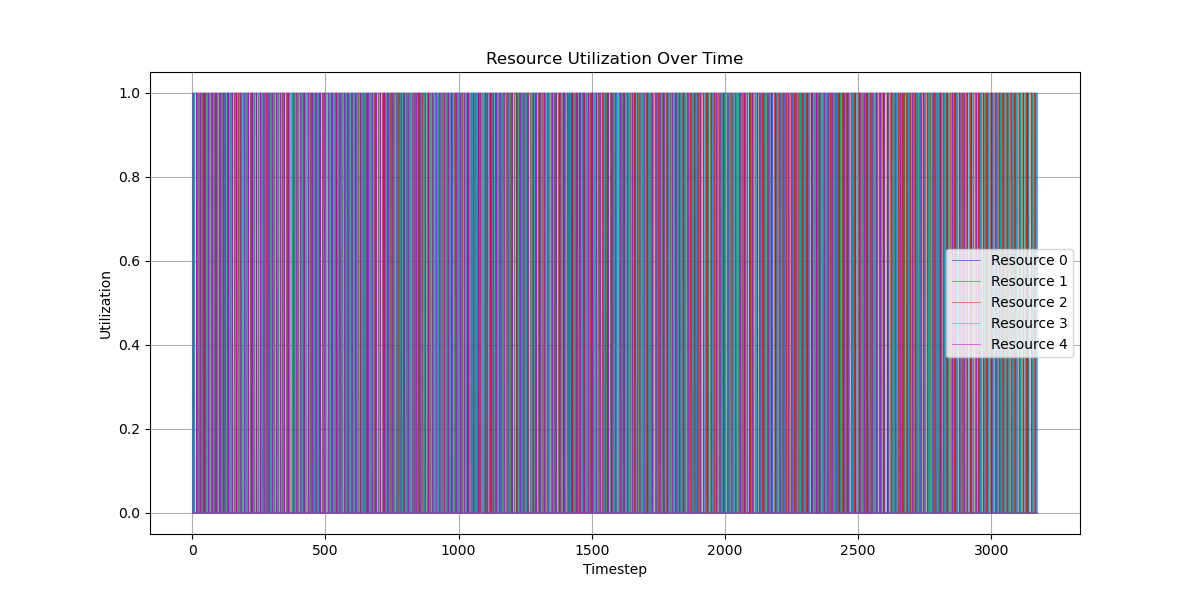 Resource Utilization Over Time
1.0
0.8
0.6
0.4
0.2
0.0
Utilization
Resource 0
Resource 1
Resource 2
Resource 3
Resource 4
0 500 1000 1500 2000 2500 3000
Timestep